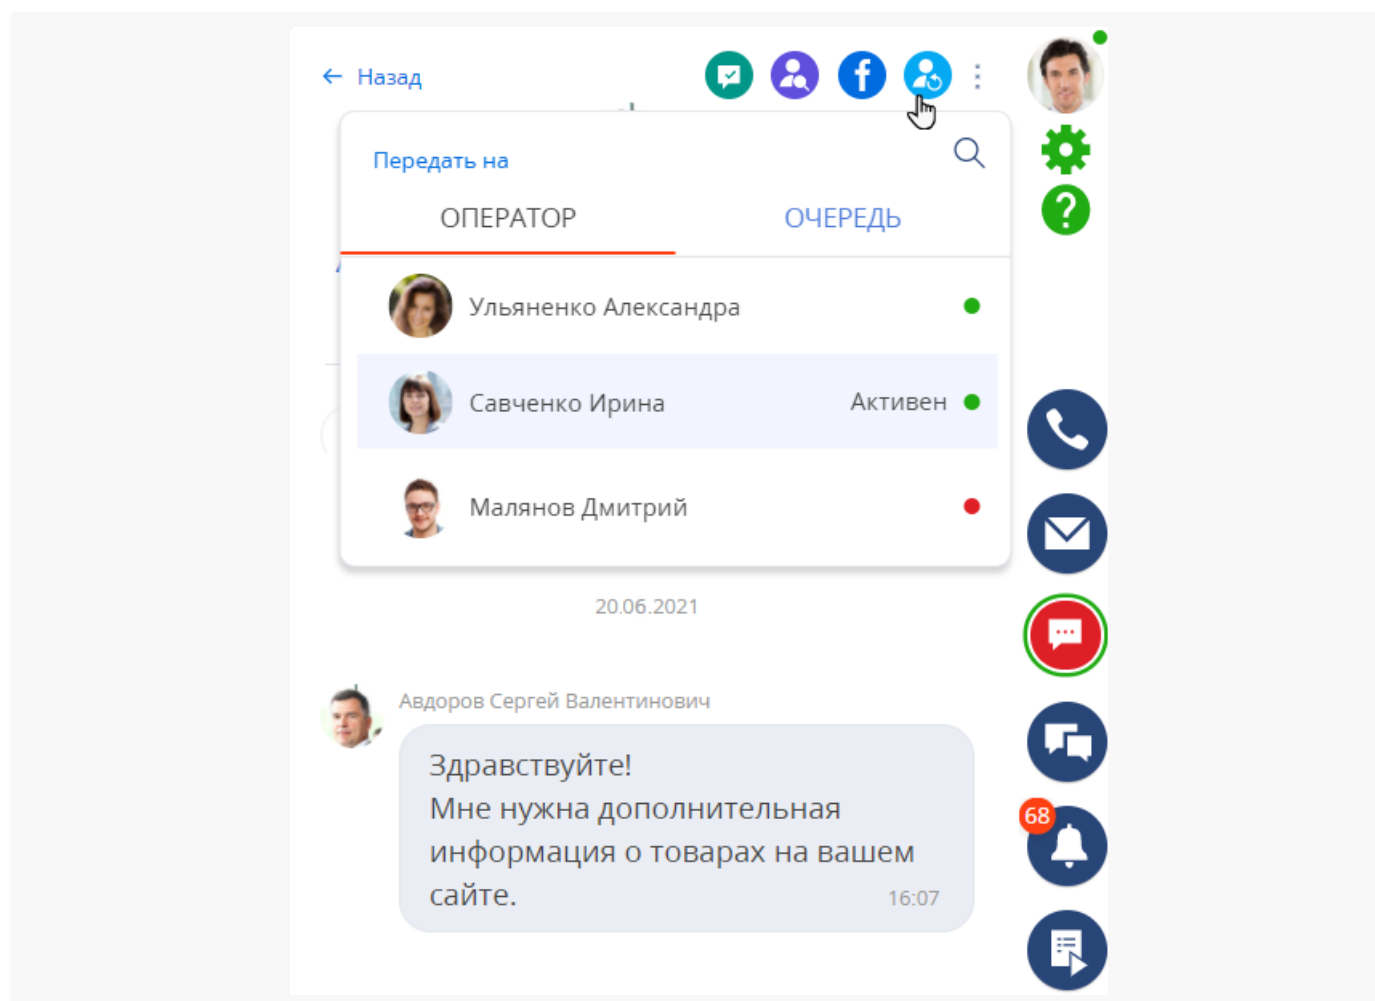 Назад
Передать на
ОПЕРАТОР
ОЧЕРЕДЬ
Ульяненко Александра
Савченко Ирина
Активен
Малянов Дмитрий
20.06.2021
Авдоров Сергей Валентинович
Здравствуйте!
Мне нужна дополнительная
информация о товарах на вашем
сайте.
16:07
68